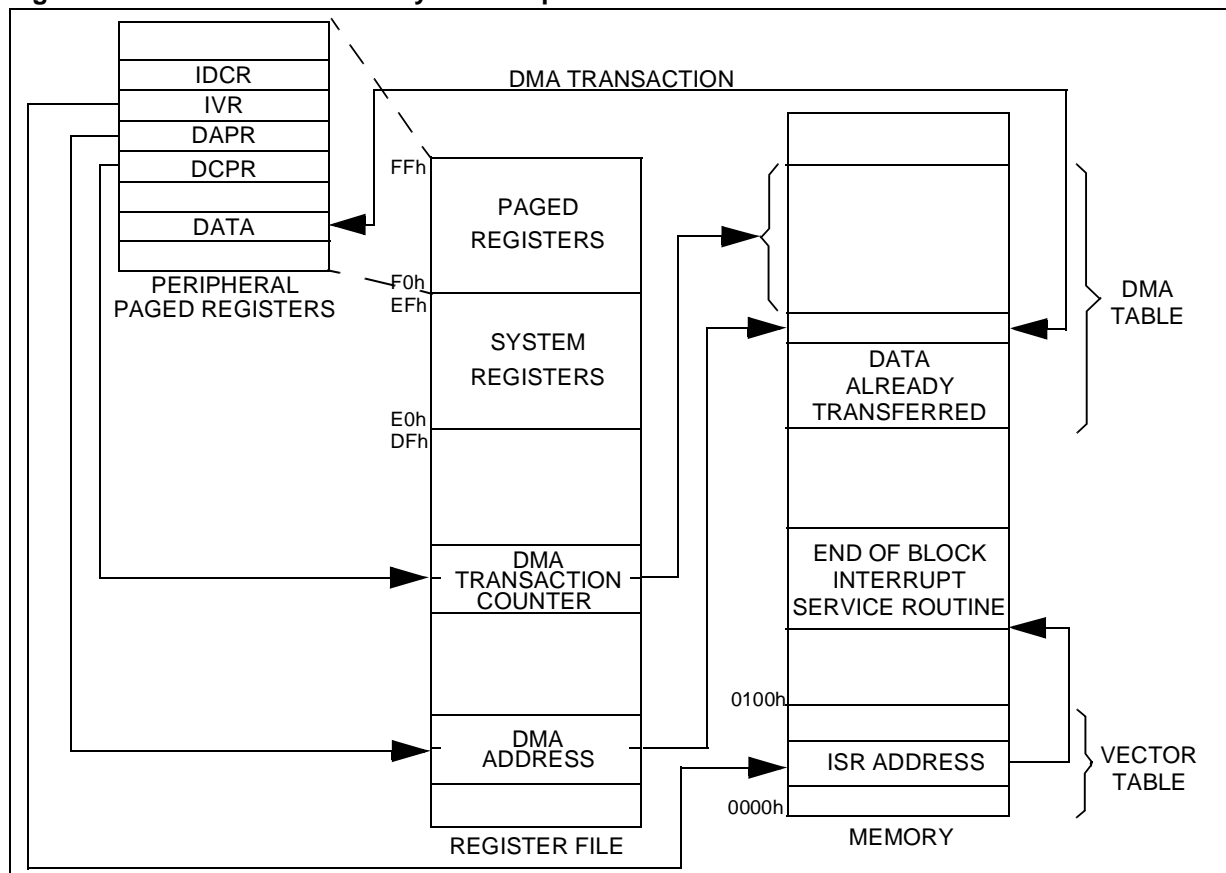 IDCR
IVR
DAPR
DCPR
DATA
PERIPHERAL
PAGED REGISTERS
DMA TRANSACTION
FFh
PAGED
REGISTERS
F0h
EFh
SYSTEM
REGISTERS
E0h
DFh
DMA
TRANSACTION
COUNTER
DMA
ADDRESS
REGISTER FILE
DATA
ALREADY
TRANSFERRED
DMA
TABLE
END OF BLOCK
INTERRUPT
SERVICE ROUTINE
0100h
ISR ADDRESS
VECTOR
TABLE
0000h
MEMORY